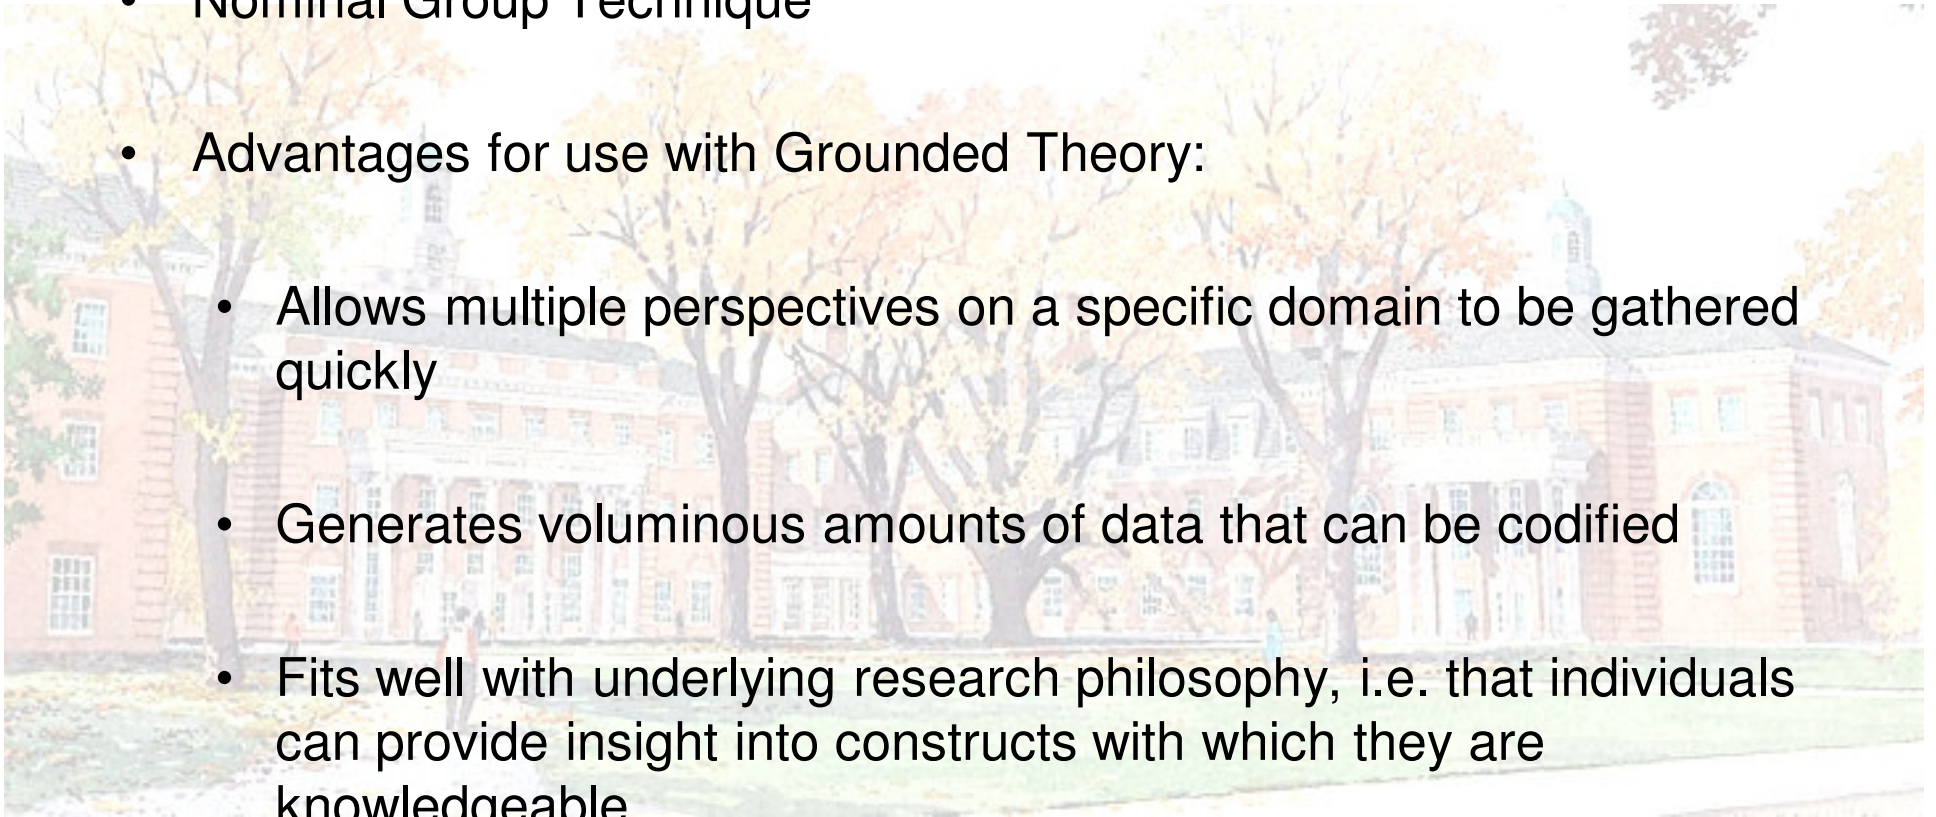 • Nominal Group Technique
• Advantages for use with Grounded Theory:
• Allows multiple perspectives on a specific domain to be gathered
quickly
• Generates voluminous amounts of data that can be codified
• Fits well with underlying research philosophy, i.e. that individuals
can provide insight into constructs with which they are
knowledgeable